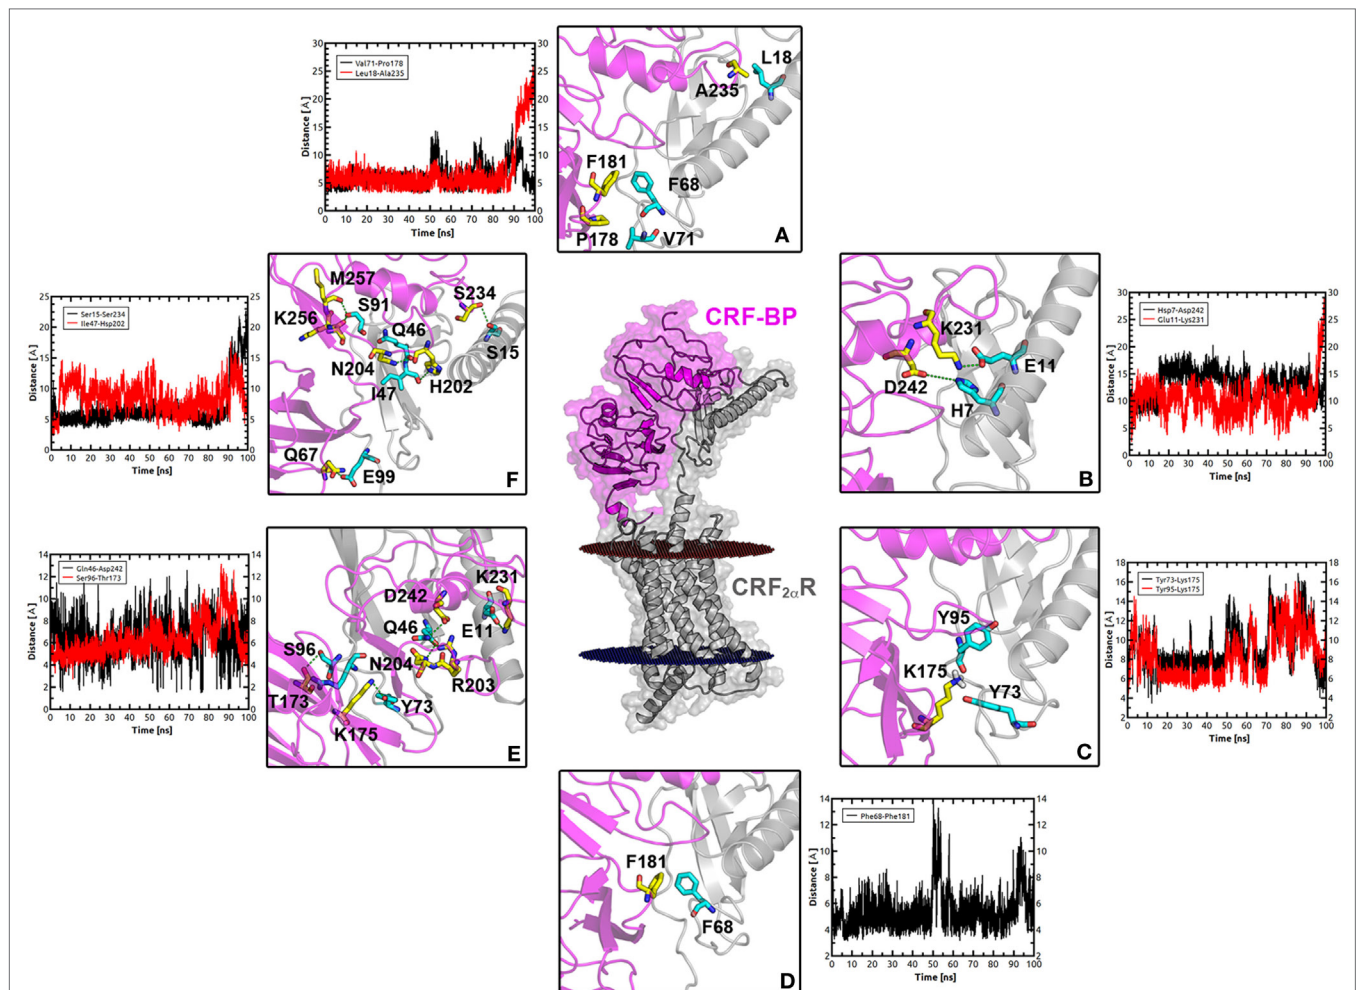 30
25
20
15
10
5
0
Distance [Å]
Val71-Pro178
Leu18-Ala235
30
25
20
15
10
5
0
0 10 20 30 40 50 60 70 80 90 100
Time [ns]
L18
A235
F181
F68
P178
V71
A
25
20
15
10
5
0
Distance [Å]
Ser15-Ser234
Ile47-Hsp202
25
20
15
10
5
0
0 10 20 30 40 50 60 70 80 90 100
Time [ns]
M257
S91
S234
K256
Q46
S15
N204
I47
H202
Q67
E99
F
CRF-BP
CRF2αR
K231
E11
D242
H7
B
30
25
20
15
10
5
0
Distance [Å]
Hsp7-Asp242
Glu11-Lys231
30
25
20
15
10
5
0
0 10 20 30 40 50 60 70 80 90 100
Time [ns]
14
12
10
8
6
4
2
0
Distance [Å]
Gln46-Asp242
Ser96-Thr173
14
12
10
8
6
4
2
0
0 10 20 30 40 50 60 70 80 90 100
Time [ns]
K231
D242
Q46
E11
S96
N204
R203
T173
Y73
K175
E
Y95
K175
Y73
C
18
16
14
12
10
8
6
4
2
Distance [Å]
Tyr73-Lys175
Tyr95-Lys175
18
16
14
12
10
8
6
4
2
0 10 20 30 40 50 60 70 80 90 100
Time [ns]
F181
F68
D
14
12
10
8
6
4
2
Distance [Å]
Phe68-Phe181
14
12
10
8
6
4
2
0 10 20 30 40 50 60 70 80 90 100
Time [ns]